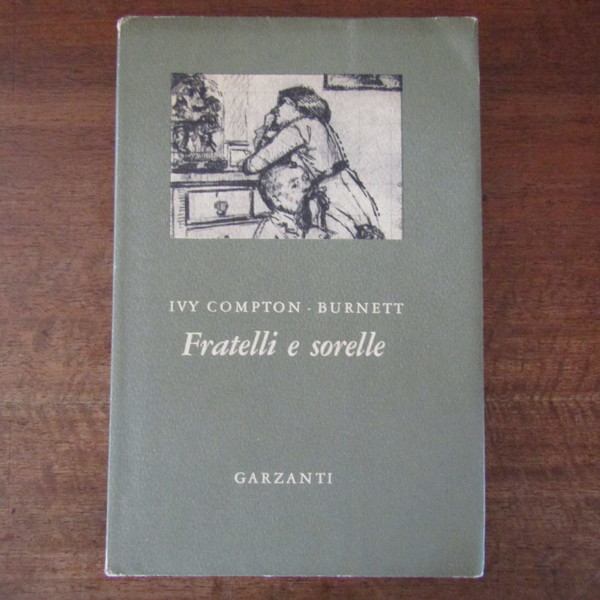 IVY COMPTON - BURNETT
Fratelli e sorelle
GARZANTI